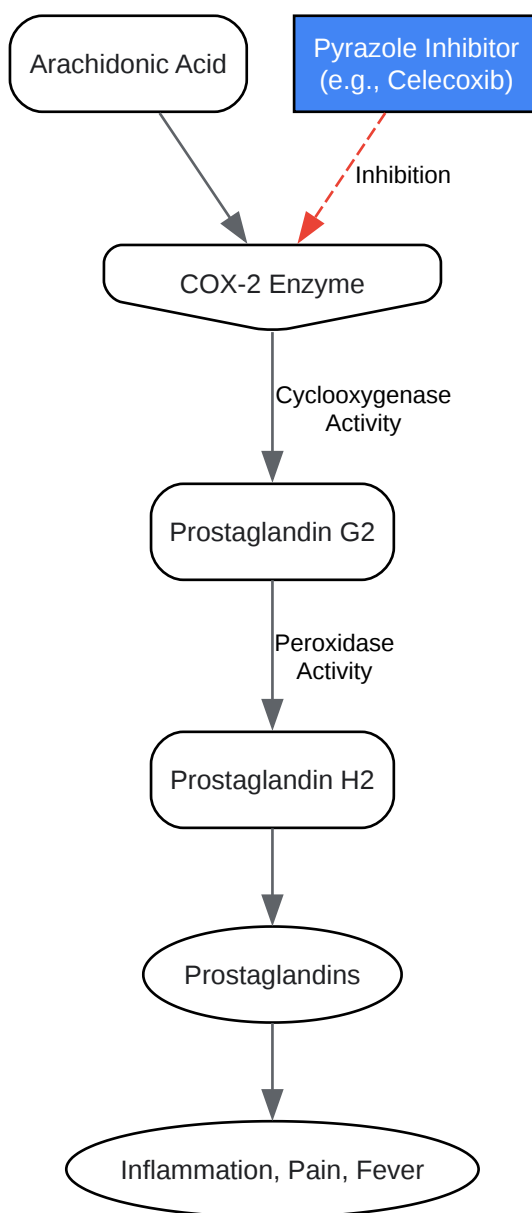 Arachidonic Acid
Pyrazole Inhibitor
(e.g., Celecoxib)
Inhibition
COX-2 Enzyme
Cyclooxygenase
Activity
Prostaglandin G2
Peroxidase
Activity
Prostaglandin H2
Prostaglandins
Inflammation, Pain, Fever